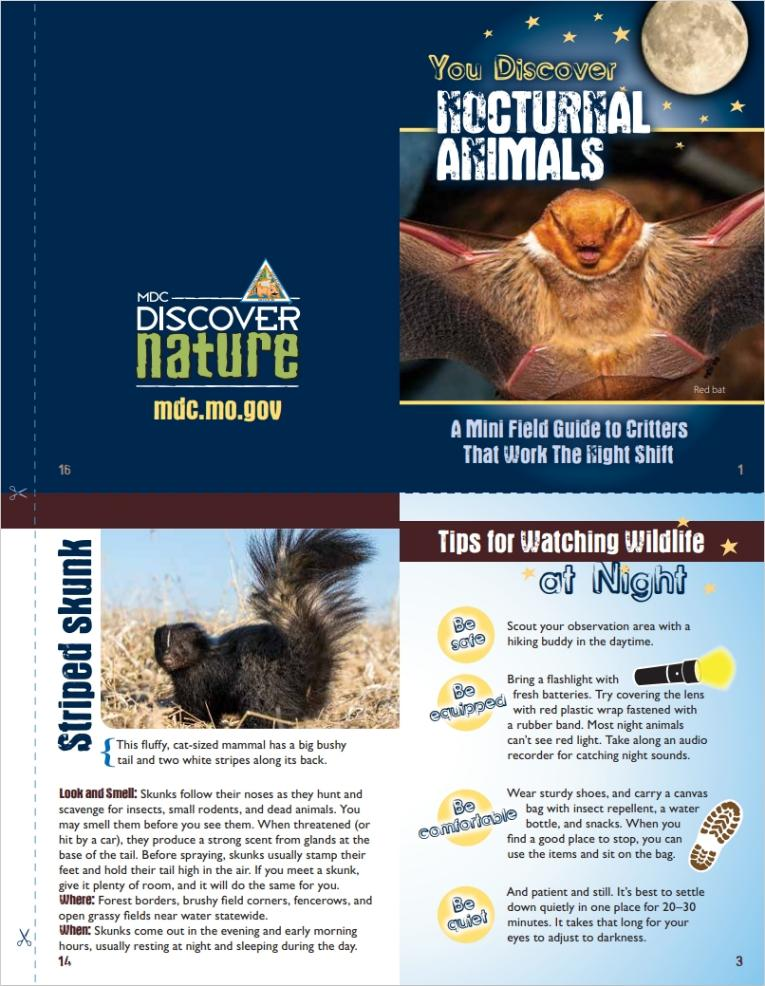 MDC
DISCOVER
nature
mdc.mo.gov
16
You Discover
NOCTURNAL
ANIMALS
Red bat
A Mini Field Guide to Critters
That Work The Night Shift
1
Striped skunk
This fluffy, cat-sized mammal has a big bushy
tail and two white stripes along its back.
Look and Smell: Skunks follow their noses as they hunt and
scavenge for insects, small rodents, and dead animals. You
may smell them before you see them. When threatened (or
hit by a car), they produce a strong scent from glands at the
base of the tail. Before spraying, skunks usually stamp their
feet and hold their tail high in the air. If you meet a skunk,
give it plenty of room, and it will do the same for you.
Where: Forest borders, brushy field corners, fencerows, and
open grassy fields near water statewide.
When: Skunks come out in the evening and early morning
hours, usually resting at night and sleeping during the day.
14
Tips for Watching Wildlife
at Night
Be
safe
Scout your observation area with a
hiking buddy in the daytime.
Be
equipped
Bring a flashlight with
fresh batteries. Try covering the lens
with red plastic wrap fastened with
a rubber band. Most night animals
can't see red light. Take along an audio
recorder for catching night sounds.
Be
comfortable
Wear sturdy shoes, and carry a canvas
bag with insect repellent, a water
bottle, and snacks. When you
find a good place to stop, you can
use the items and sit on the bag.
Be
quiet
And patient and still. It's best to settle
down quietly in one place for 20–30
minutes. It takes that long for your
eyes to adjust to darkness.
3